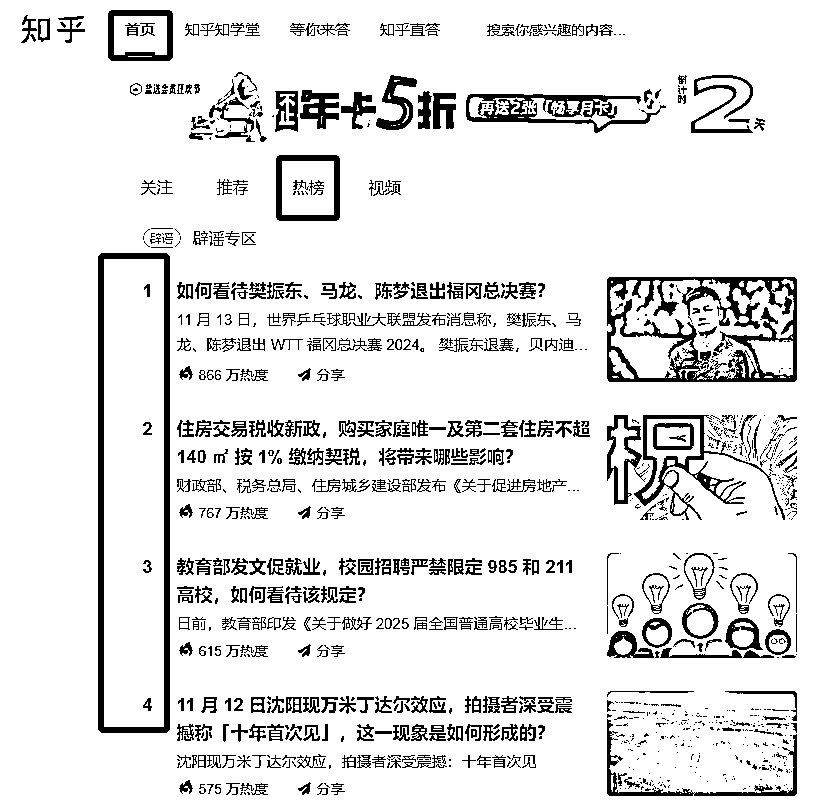 知乎 首页 知乎知学堂 等你来答 知乎直答 搜索你感兴趣的内容...
盐选会员狂欢节 年卡5折 再送2张「畅享月卡」 倒计时 2 天
关注 推荐 热榜 视频
辟谣 辟谣专区
1 如何看待樊振东、马龙、陈梦退出福冈总决赛?
11 月 13 日，世界乒乓球职业大联盟发布消息称，樊振东、马
龙、陈梦退出 WTT 福冈总决赛 2024。 樊振东退赛，贝内迪...
866 万热度 分享
2 住房交易税收新政，购买家庭唯一及第二套住房不超
140 ㎡ 按 1% 缴纳契税，将带来哪些影响?
财政部、税务总局、住房城乡建设部发布《关于促进房地产...
767 万热度 分享
税
3 教育部发文促就业，校园招聘严禁限定 985 和 211
高校，如何看待该规定?
日前，教育部印发《关于做好 2025 届全国普通高校毕业生...
615 万热度 分享
4 11 月 12 日沈阳现万米丁达尔效应，拍摄者深受震
撼称「十年首次见」，这一现象是如何形成的?
沈阳现万米丁达尔效应，拍摄者深受震撼：十年首次见
575 万热度 分享